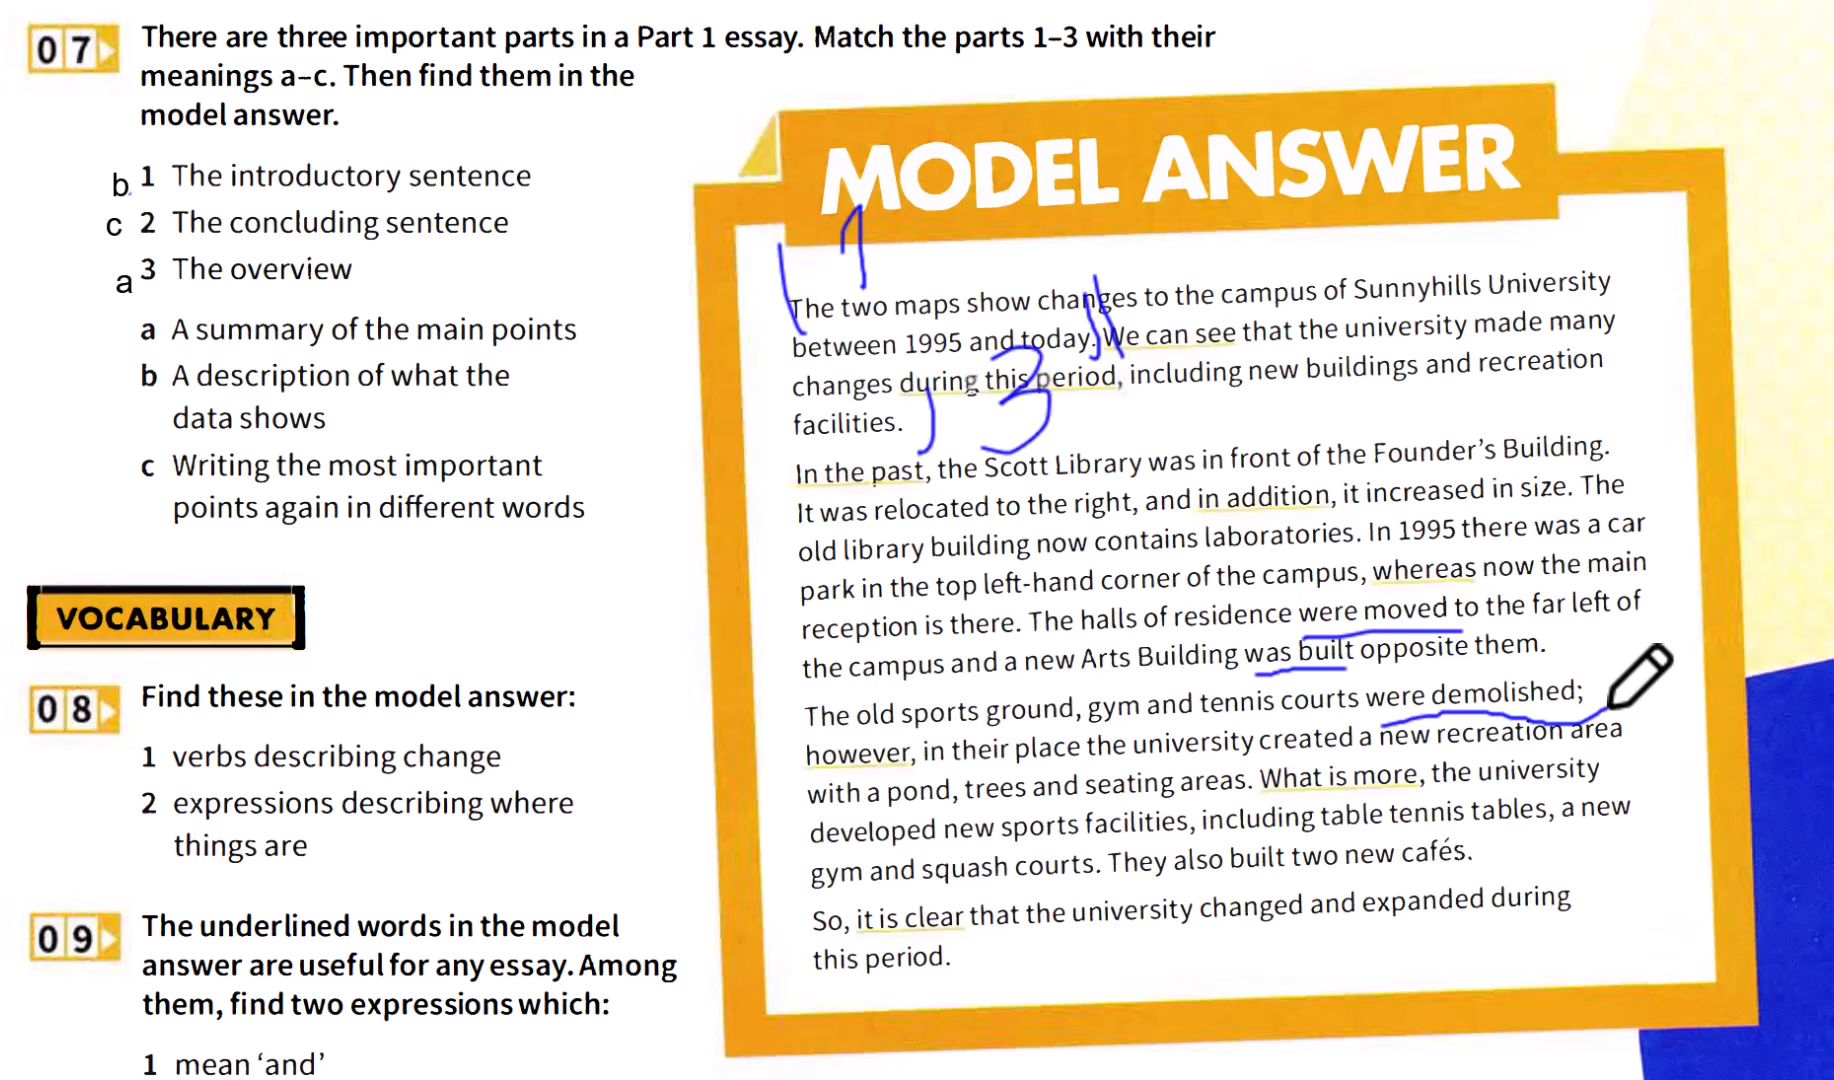 07 There are three important parts in a Part 1 essay. Match the parts 1–3 with their
meanings a–c. Then find them in the
model answer.
b 1 The introductory sentence
c 2 The concluding sentence
a 3 The overview
a A summary of the main points
b A description of what the
data shows
c Writing the most important
points again in different words
VOCABULARY
08 Find these in the model answer:
1 verbs describing change
2 expressions describing where
things are
09 The underlined words in the model
answer are useful for any essay. Among
them, find two expressions which:
1 mean ‘and’
MODEL ANSWER
1
The two maps show changes to the campus of Sunnyhills University
between 1995 and today. We can see that the university made many
changes during this period, including new buildings and recreation
facilities.
3
In the past, the Scott Library was in front of the Founder’s Building.
It was relocated to the right, and in addition, it increased in size. The
old library building now contains laboratories. In 1995 there was a car
park in the top left-hand corner of the campus, whereas now the main
reception is there. The halls of residence were moved to the far left of
the campus and a new Arts Building was built opposite them.
The old sports ground, gym and tennis courts were demolished;
however, in their place the university created a new recreation area
with a pond, trees and seating areas. What is more, the university
developed new sports facilities, including table tennis tables, a new
gym and squash courts. They also built two new cafés.
So, it is clear that the university changed and expanded during
this period.